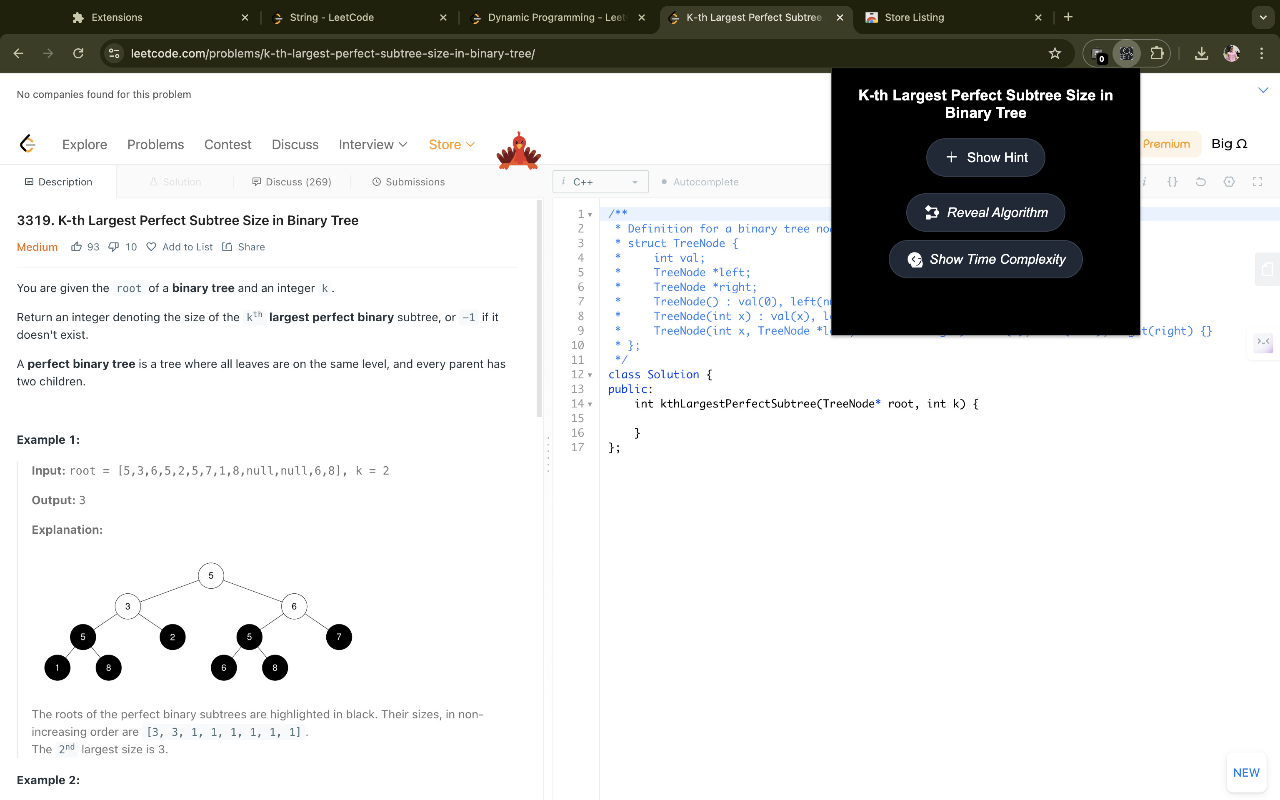 Extensions
String - LeetCode
Dynamic Programming - Leet
K-th Largest Perfect Subtree
Store Listing
leetcode.com/problems/k-th-largest-perfect-subtree-size-in-binary-tree/
0
No companies found for this problem
Explore
Problems
Contest
Discuss
Interview
Store
Premium
Big Ω
Description
Solution
Discuss (269)
Submissions
3319. K-th Largest Perfect Subtree Size in Binary Tree
Medium
93
10
Add to List
Share
You are given the root of a binary tree and an integer k.
Return an integer denoting the size of the kth largest perfect binary subtree, or -1 if it
doesn't exist.
A perfect binary tree is a tree where all leaves are on the same level, and every parent has
two children.
Example 1:
Input: root = [5,3,6,5,2,5,7,1,8,null,null,6,8], k = 2
Output: 3
Explanation:
5
3 6
5 2 5 7
1 8 6 8
The roots of the perfect binary subtrees are highlighted in black. Their sizes, in non-
increasing order are [3, 3, 1, 1, 1, 1, 1, 1].
The 2nd largest size is 3.
Example 2:
i C++
Autocomplete
i {}
1 /**
2 * Definition for a binary tree
3 * struct TreeNode {
4 * int val;
5 * TreeNode *left;
6 * TreeNode *right;
7 * TreeNode() : val(0),
8 * TreeNode(int x) : val(x),
9 * TreeNode(int x, TreeNode {}
10 * };
11 */
12 class Solution {
13 public:
14 int kthLargestPerfectSubtree(TreeNode* root, int k) {
15
16 }
17 };
K-th Largest Perfect Subtree Size in
Binary Tree
+ Show Hint
Reveal Algorithm
Show Time Complexity
NEW